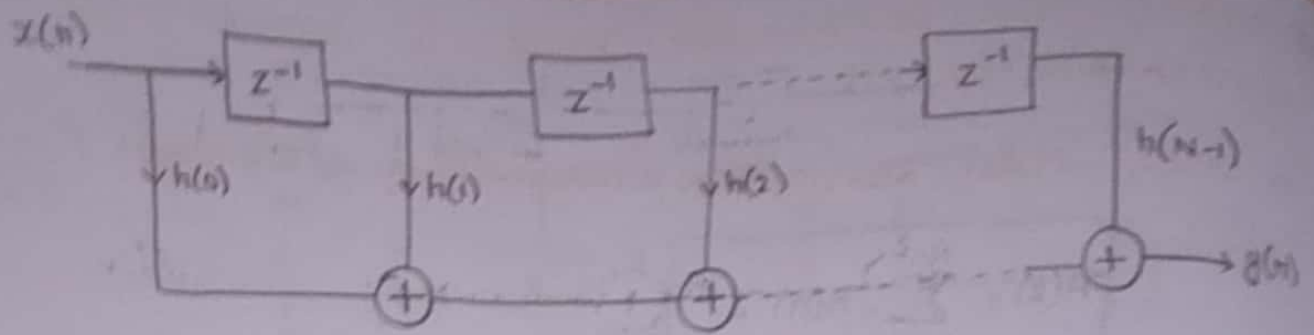 x(n)
z⁻¹
z⁻¹
z⁻¹
h(0)
h(1)
h(2)
h(N-1)
+
+
+
y(n)